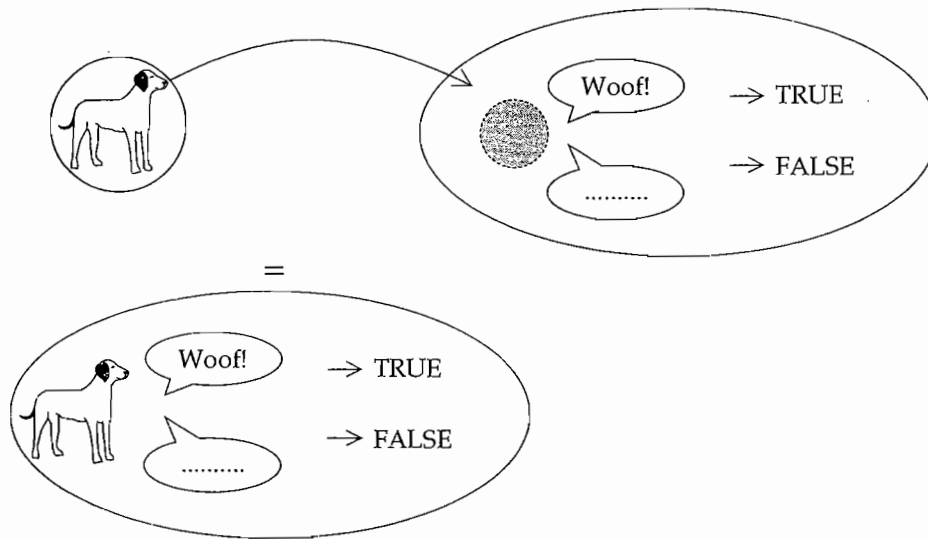 Woof! → TRUE
→ FALSE
..........
=
Woof! → TRUE
→ FALSE
..........